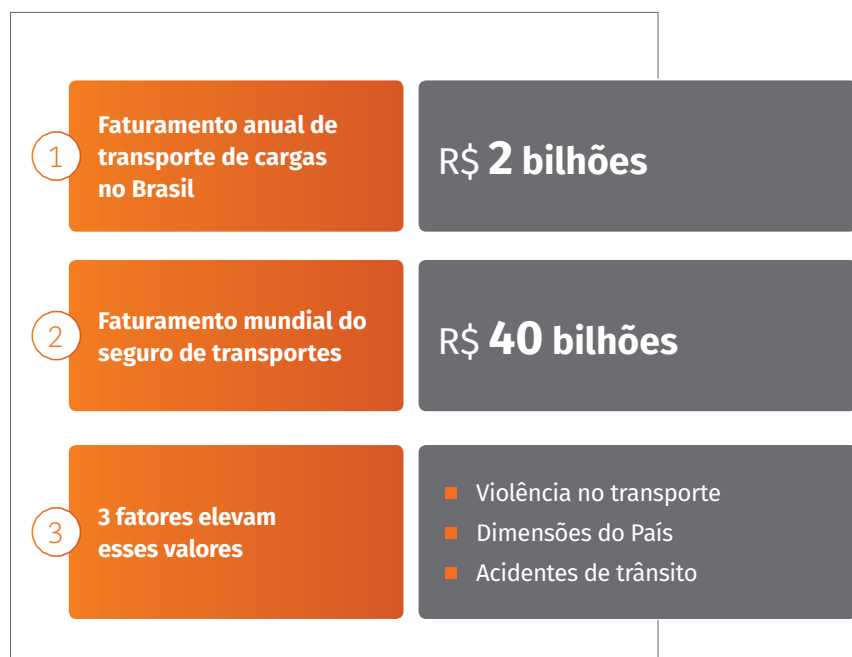 1
Faturamento anual de
transporte de cargas
no Brasil
R$ 2 bilhões
2
Faturamento mundial do
seguro de transportes
R$ 40 bilhões
3
3 fatores elevam
esses valores
Violência no transporte
Dimensões do País
Acidentes de trânsito